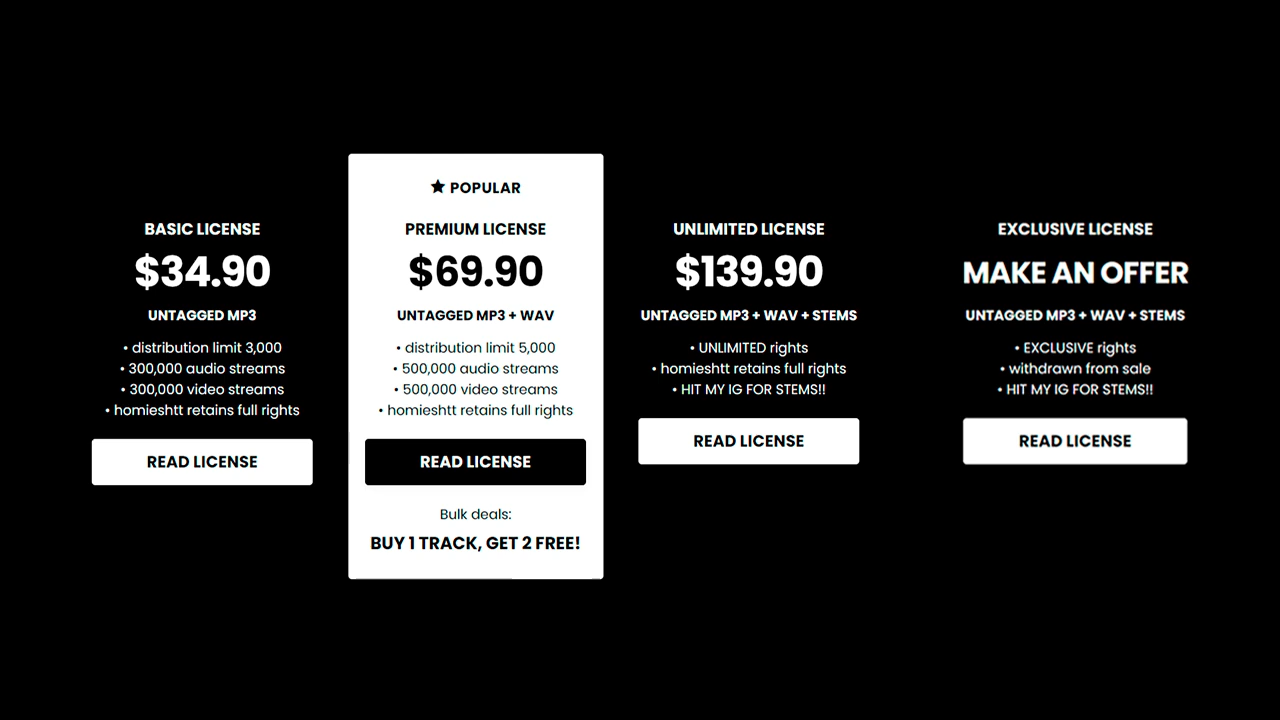 BASIC LICENSE
$34.90
UNTAGGED MP3
• distribution limit 3,000
• 300,000 audio streams
• 300,000 video streams
• homieshtt retains full rights
READ LICENSE
★ POPULAR
PREMIUM LICENSE
$69.90
UNTAGGED MP3 + WAV
• distribution limit 5,000
• 500,000 audio streams
• 500,000 video streams
• homieshtt retains full rights
READ LICENSE
Bulk deals:
BUY 1 TRACK, GET 2 FREE!
UNLIMITED LICENSE
$139.90
UNTAGGED MP3 + WAV + STEMS
• UNLIMITED rights
• homieshtt retains full rights
• HIT MY IG FOR STEMS!!
READ LICENSE
EXCLUSIVE LICENSE
MAKE AN OFFER
UNTAGGED MP3 + WAV + STEMS
• EXCLUSIVE rights
• withdrawn from sale
• HIT MY IG FOR STEMS!!
READ LICENSE